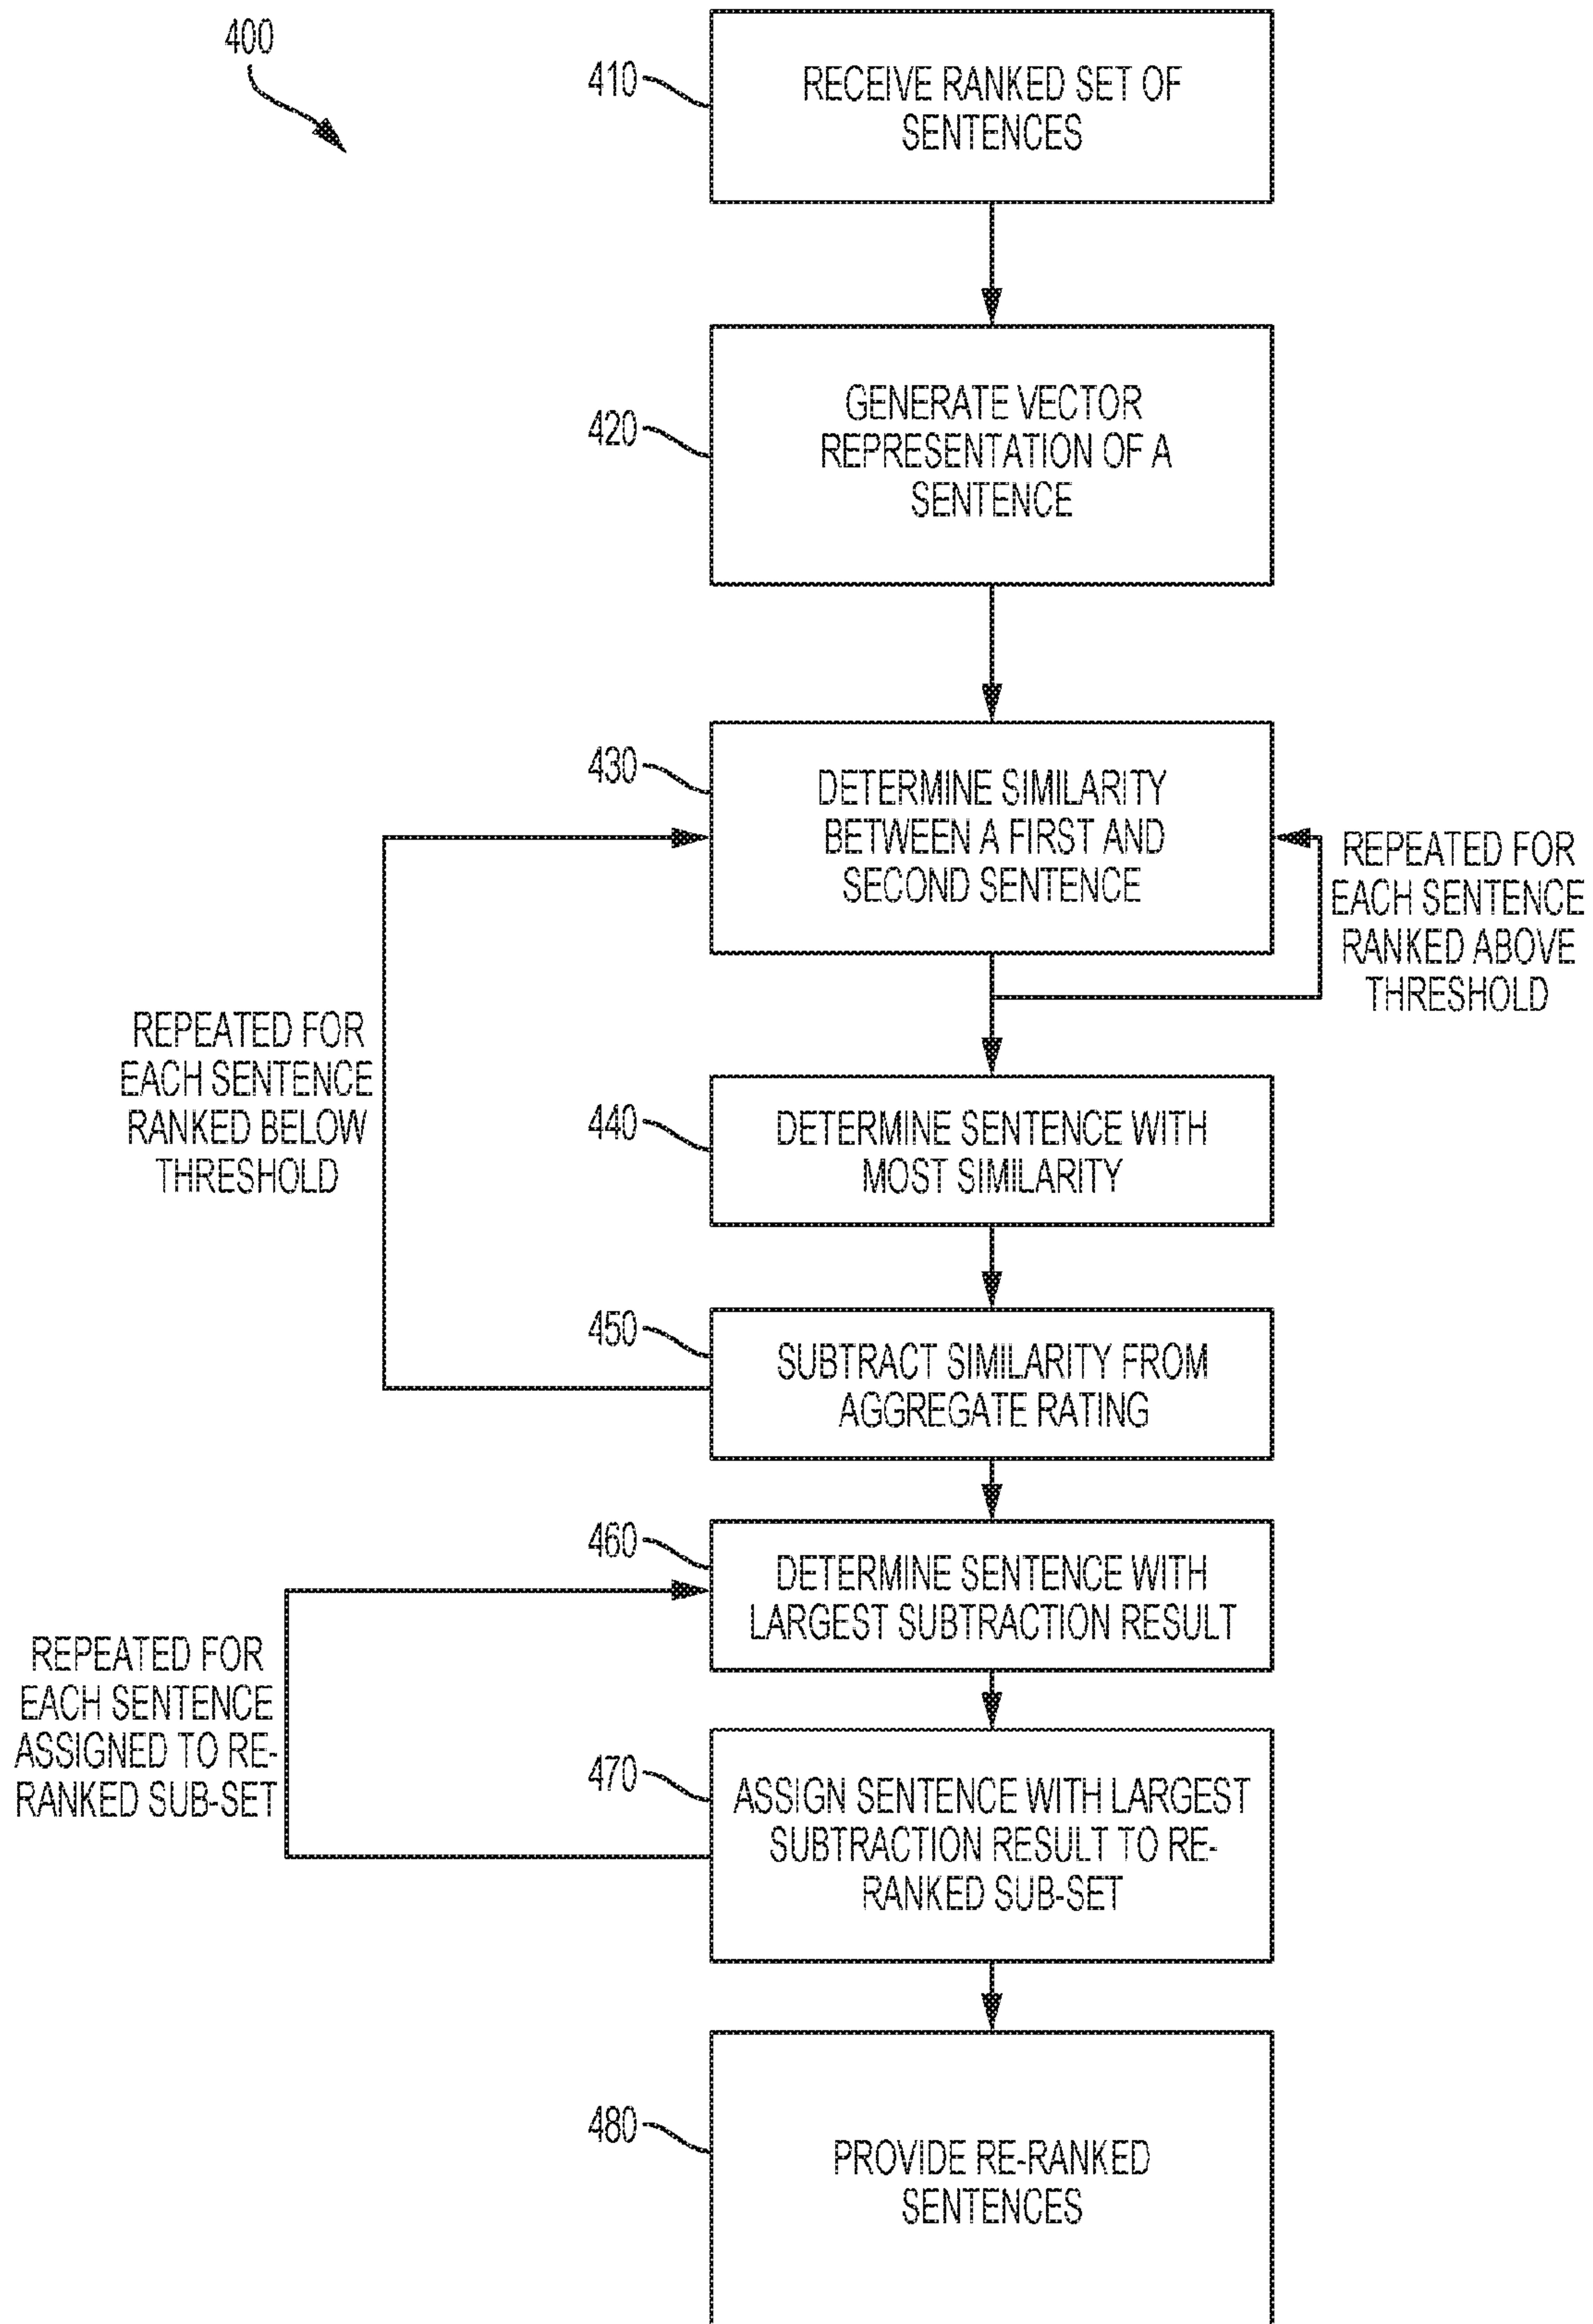 400
410
RECEIVE RANKED SET OF
SENTENCES
420
GENERATE VECTOR
REPRESENTATION OF A
SENTENCE
430
DETERMINE SIMILARITY
BETWEEN A FIRST AND
SECOND SENTENCE
REPEATED FOR
EACH SENTENCE
RANKED ABOVE
THRESHOLD
REPEATED FOR
EACH SENTENCE
RANKED BELOW
THRESHOLD
440
DETERMINE SENTENCE WITH
MOST SIMILARITY
450
SUBTRACT SIMILARITY FROM
AGGREGATE RATING
460
DETERMINE SENTENCE WITH
LARGEST SUBTRACTION RESULT
REPEATED FOR
EACH SENTENCE
ASSIGNED TO RE-
RANKED SUB-SET
470
ASSIGN SENTENCE WITH LARGEST
SUBTRACTION RESULT TO RE-
RANKED SUB-SET
480
PROVIDE RE-RANKED
SENTENCES